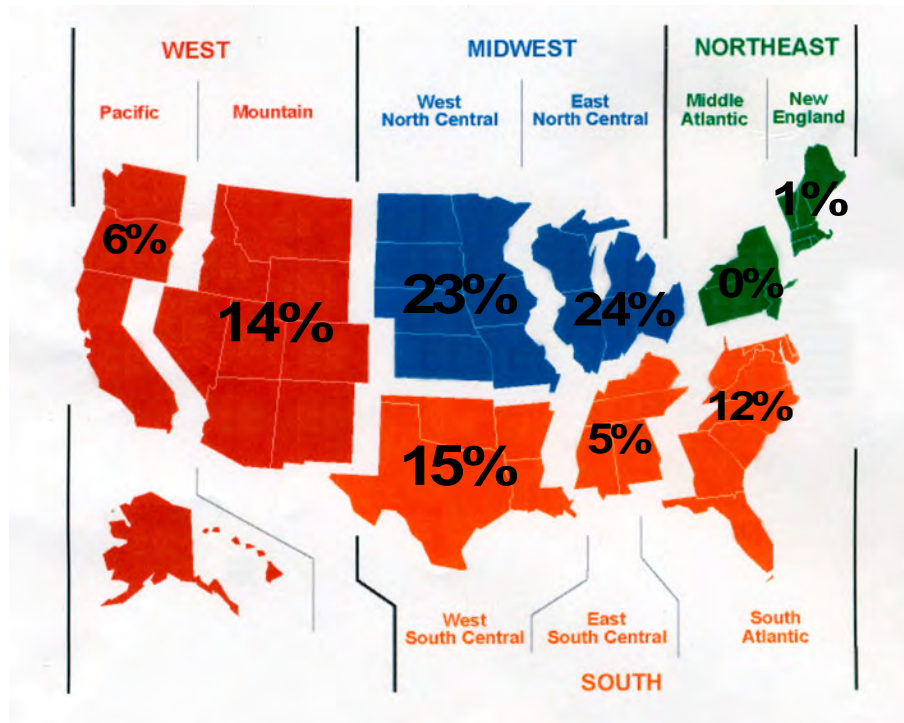 WEST
MIDWEST
NORTHEAST
Pacific
Mountain
West
North Central
East
North Central
Middle
Atlantic
New
England
6%
14%
23%
24%
0%
1%
15%
5%
12%
West
South Central
East
South Central
South
Atlantic
SOUTH